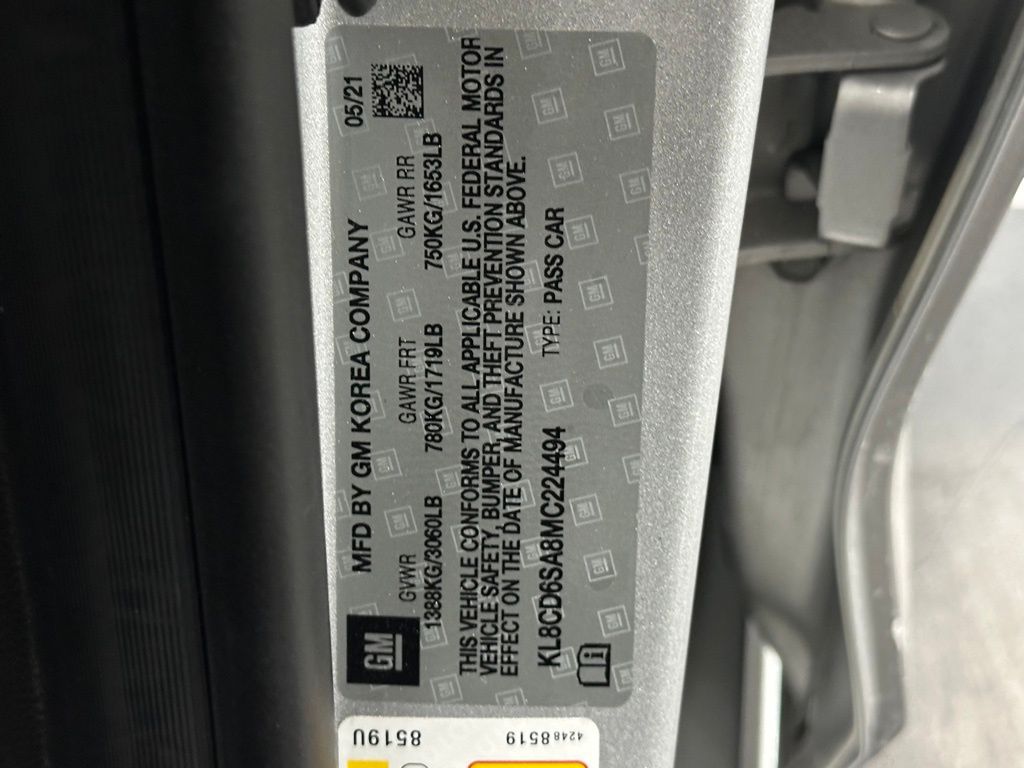 GM
MFD BY GM KOREA COMPANY 05/21
GVWR GAWR FRT GAWR RR
1388KG/3060LB 780KG/1719LB 750KG/1653LB
THIS VEHICLE CONFORMS TO ALL APPLICABLE U.S. FEDERAL MOTOR
VEHICLE SAFETY, BUMPER, AND THEFT PREVENTION STANDARDS IN
EFFECT ON THE DATE OF MANUFACTURE SHOWN ABOVE.
KL8CD6SA8MC224494 TYPE: PASS CAR
42488519
8519U